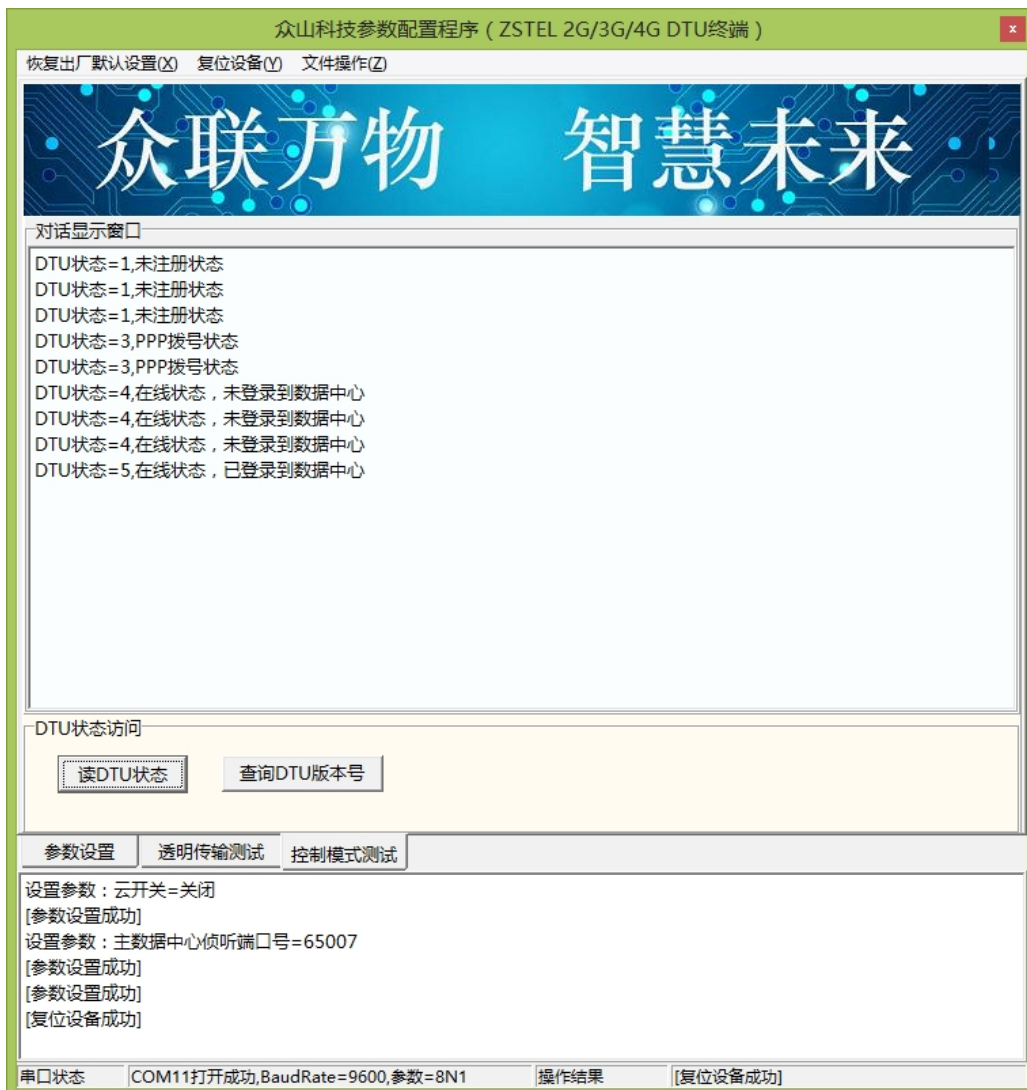 众山科技参数配置程序（ZSTEL 2G/3G/4G DTU终端）
x
恢复出厂默认设置(X) 复位设备(Y) 文件操作(Z)
众联万物 智慧未来
对话显示窗口
DTU状态=1,未注册状态
DTU状态=1,未注册状态
DTU状态=1,未注册状态
DTU状态=3,PPP拨号状态
DTU状态=3,PPP拨号状态
DTU状态=4,在线状态，未登录到数据中心
DTU状态=4,在线状态，未登录到数据中心
DTU状态=4,在线状态，未登录到数据中心
DTU状态=5,在线状态，已登录到数据中心
DTU状态访问
读DTU状态 查询DTU版本号
参数设置 透明传输测试 控制模式测试
设置参数：云开关=关闭
[参数设置成功]
设置参数：主数据中心侦听端口号=65007
[参数设置成功]
[参数设置成功]
[复位设备成功]
串口状态 COM11打开成功,BaudRate=9600,参数=8N1 操作结果 [复位设备成功]